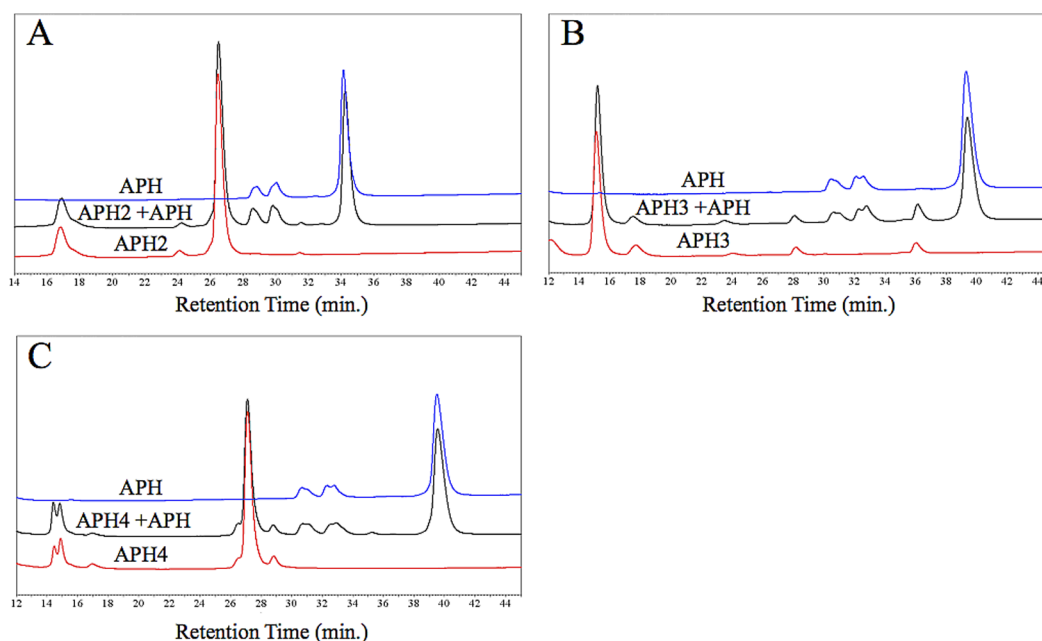 A
APH
APH2 +APH
APH2
14 16 18 20 22 24 26 28 30 32 34 36 38 40 42 44
Retention Time (min.)
B
APH
APH3 +APH
APH3
12 14 16 18 20 22 24 26 28 30 32 34 36 38 40 42 44
Retention Time (min.)
C
APH
APH4 +APH
APH4
12 14 16 18 20 22 24 26 28 30 32 34 36 38 40 42 44
Retention Time (min.)